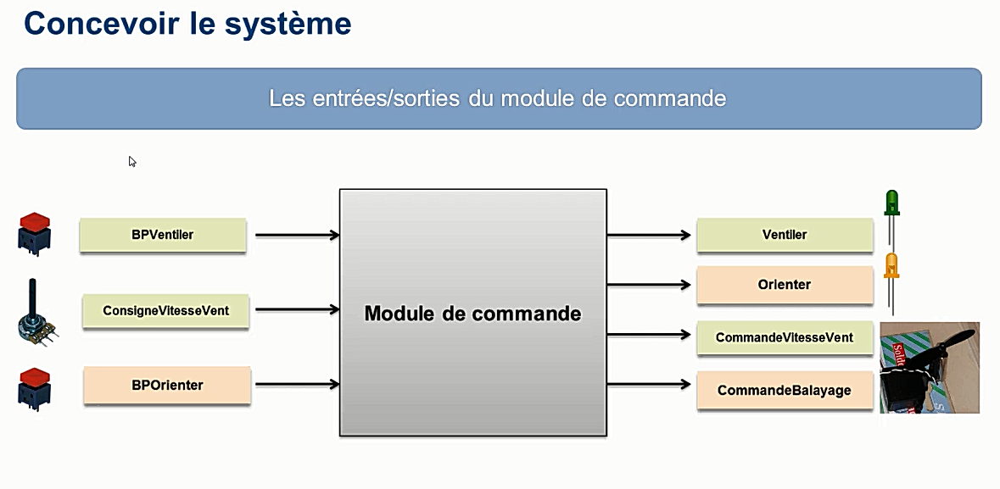 Concevoir le système
Les entrées/sorties du module de commande
BPVentiler
ConsigneVitesseVent
BPOrienter
Module de commande
Ventiler
Orienter
CommandeVitesseVent
CommandeBalayage